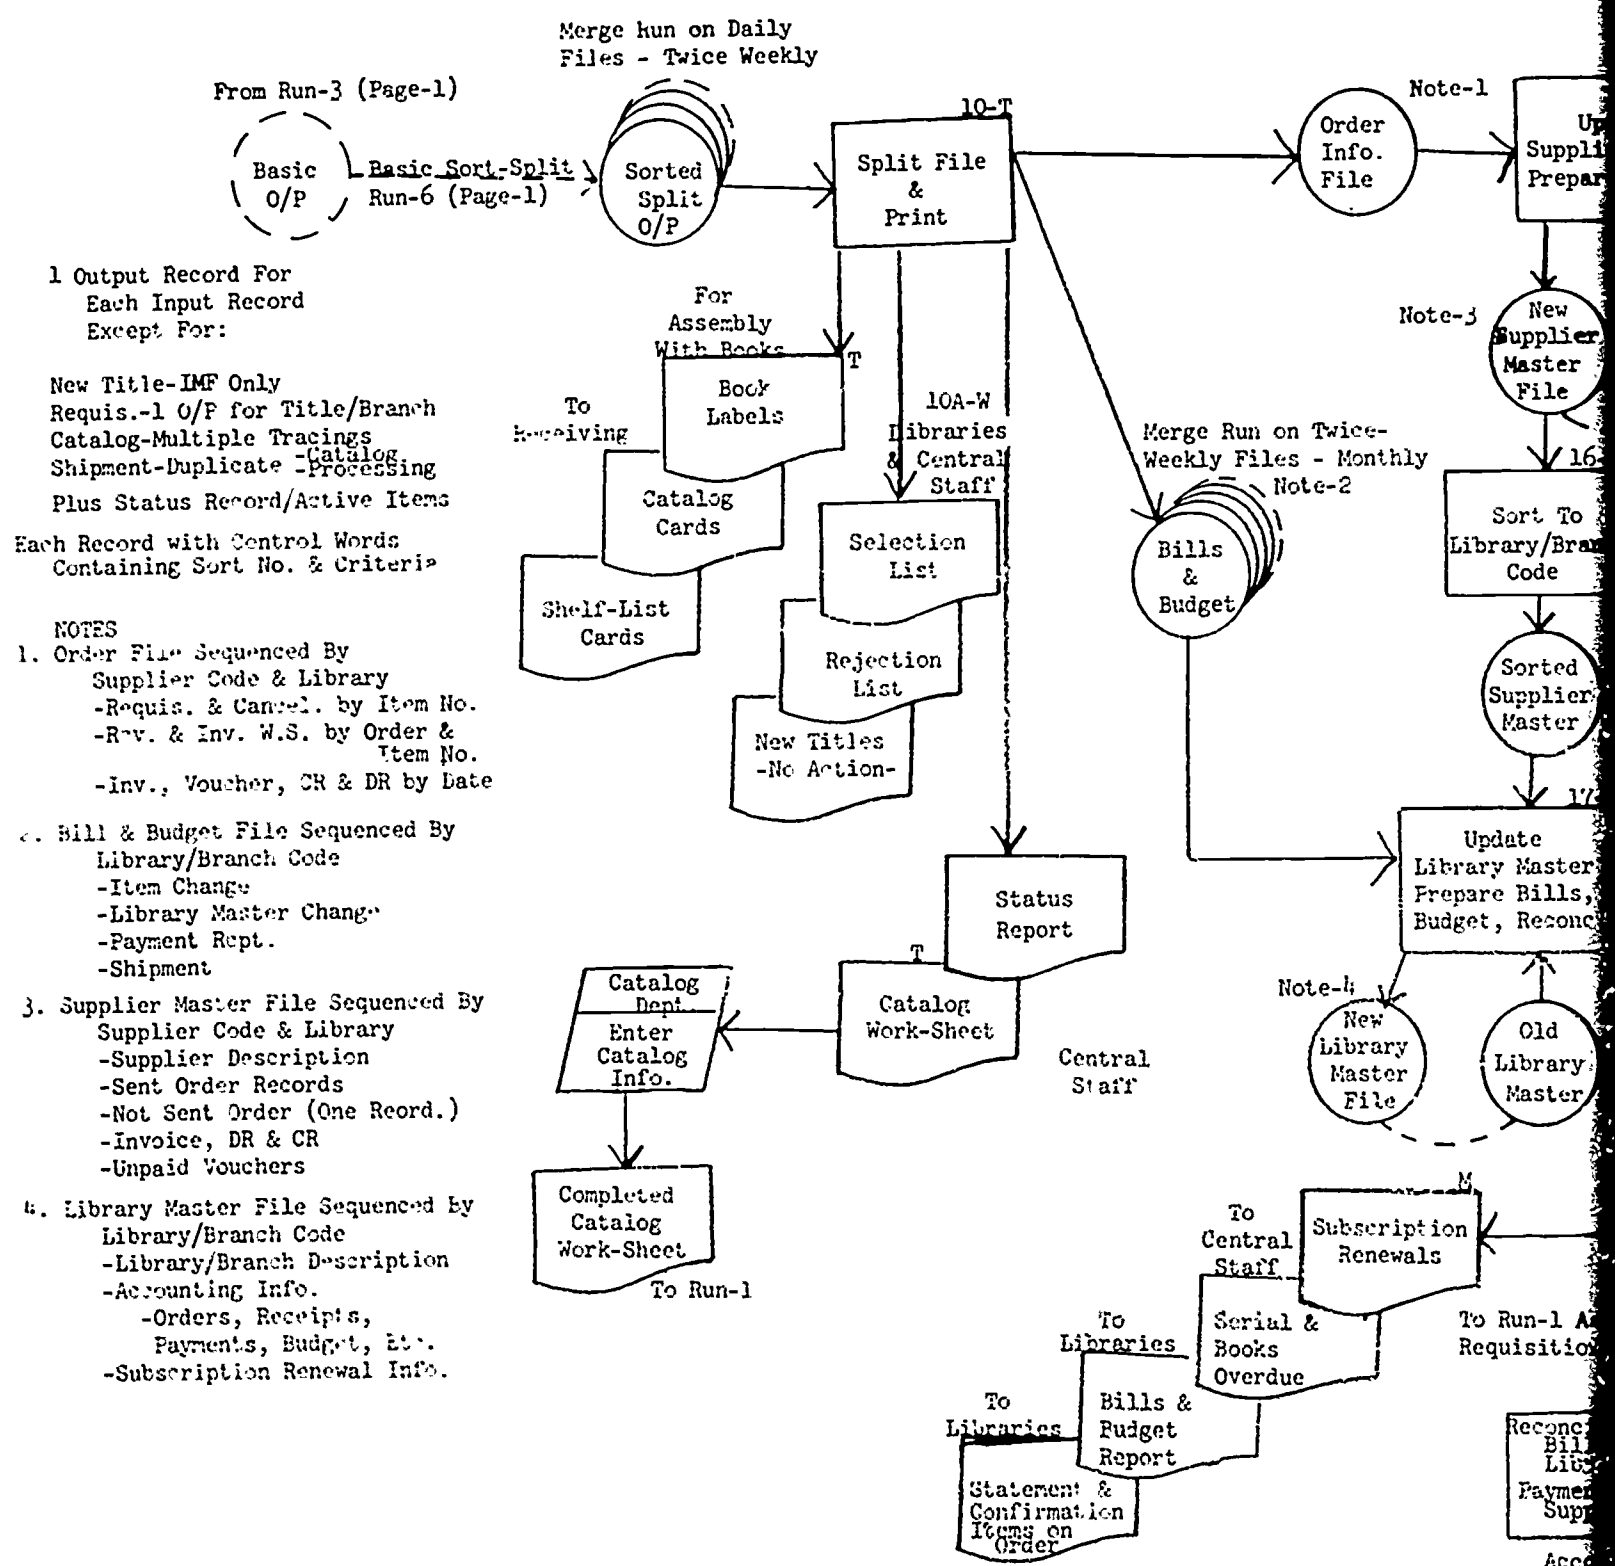 Merge Run on Daily
Files - Twice Weekly
From Run-3 (Page-1)
Basic
O/P
Basic Sort-Split
Run-6 (Page-1)
Sorted
Split
O/P
10-T
Split File
&
Print
Order
Info.
File
Note-1
1 Output Record For
Each Input Record
Except For:
New Title-IMF Only
Requis.-1 O/P for Title/Branch
Catalog-Multiple Tracings
Shipment-Duplicate -Catalog
-Processing
Plus Status Record/Active Items
Each Record with Control Words
Containing Sort No. & Criteria
NOTES
1. Order File Sequenced By
Supplier Code & Library
-Requis. & Cancel. by Item No.
-Rev. & Inv. W.S. by Order &
Item No.
-Inv., Voucher, CR & DR by Date
. Bill & Budget File Sequenced By
Library/Branch Code
-Item Change
-Library Master Change
-Payment Rept.
-Shipment
3. Supplier Master File Sequenced By
Supplier Code & Library
-Supplier Description
-Sent Order Records
-Not Sent Order (One Reord.)
-Invoice, DR & CR
-Unpaid Vouchers
4. Library Master File Sequenced By
Library/Branch Code
-Library/Branch Description
-Accounting Info.
-Orders, Receipts,
Payments, Budget, Etc.
-Subscription Renewal Info.
For
Assembly
With Books
T
Book
Labels
To
Receiving
Catalog
Cards
Shelf-List
Cards
10A-W
Libraries
& Central
Staff
Selection
List
Rejection
List
New Titles
-No Action-
Status
Report
T
Catalog
Work-Sheet
Central
Staff
Catalog
Dept.
Enter
Catalog
Info.
Completed
Catalog
Work-Sheet
To Run-1
Merge Run on Twice-
Weekly Files - Monthly
Note-2
Bills
&
Budget
Note-3
New
Supplier
Master
File
16
Sort To
Library/
Code
Sorted
Supplier
Master
17
Update
Library Master
Prepare Bills,
Budget,
Note-4
New
Library
Master
File
Old
Library
Master
M
Subscription
Renewals
To
Central
Staff
Serial &
Books
Overdue
To Run-1
To
Libraries
Bills &
Budget
Report
To
Libraries
Statement &
Confirmation
Items on
Order